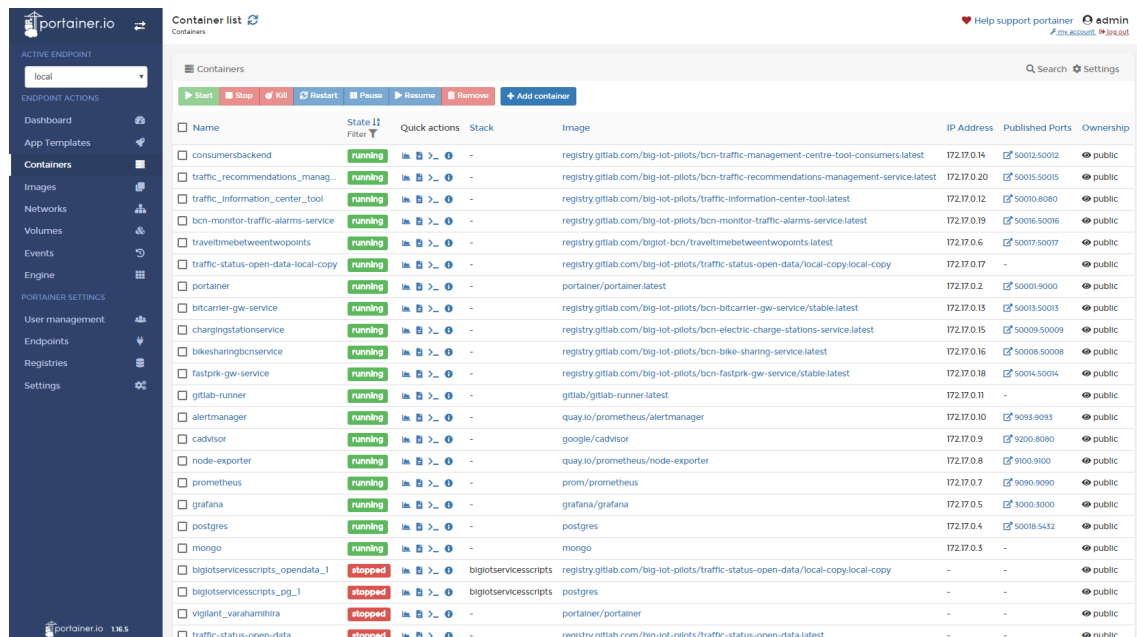 portainer.io
ACTIVE ENDPOINT
local
ENDPOINT ACTIONS
Dashboard
App Templates
Containers
Images
Networks
Volumes
Events
Engine
PORTAINER SETTINGS
User management
Endpoints
Registries
Settings
portainer.io 1.16.5
Container list
Containers
Help support portainer admin
my account log out
Containers Search Settings
Start Stop Kill Restart Pause Resume Remove Add container
Name State Filter Quick actions Stack Image IP Address Published Ports Ownership
consumersbackend running - registry.gitlab.com/big-iot-pilots/bcn-traffic-management-centre-tool-consumers:latest 172.17.0.14 50012:50012 public
traffic_recommendations_manag... running - registry.gitlab.com/big-iot-pilots/bcn-traffic-recommendations-management-service:latest 172.17.0.20 50015:50015 public
traffic_information_center_tool running - registry.gitlab.com/big-iot-pilots/traffic-information-center-tool:latest 172.17.0.12 50010:8080 public
bcn-monitor-traffic-alarms-service running - registry.gitlab.com/big-iot-pilots/bcn-monitor-traffic-alarms-service:latest 172.17.0.19 50016:50016 public
traveltimebetweentwopoints running - registry.gitlab.com/bigiot-bcn/traveltimebetweentwopoints:latest 172.17.0.6 50017:50017 public
traffic-status-open-data-local-copy running - registry.gitlab.com/big-iot-pilots/traffic-status-open-data/local-copy:local-copy 172.17.0.17 - public
portainer running - portainer/portainer:latest 172.17.0.2 50001:9000 public
bitcarrier-gw-service running - registry.gitlab.com/big-iot-pilots/bcn-bitcarrier-gw-service/stable:latest 172.17.0.13 50013:50013 public
chargingstationservice running - registry.gitlab.com/big-iot-pilots/bcn-electric-charge-stations-service:latest 172.17.0.15 50009:50009 public
bikesharingbcnservice running - registry.gitlab.com/big-iot-pilots/bcn-bike-sharing-service:latest 172.17.0.16 50008:50008 public
fastprk-gw-service running - registry.gitlab.com/big-iot-pilots/bcn-fastprk-gw-service/stable:latest 172.17.0.18 50014:50014 public
gitlab-runner running - gitlab/gitlab-runner:latest 172.17.0.11 - public
alertmanager running - quay.io/prometheus/alertmanager 172.17.0.10 9093:9093 public
cadvisor running - google/cadvisor 172.17.0.9 9200:8080 public
node-exporter running - quay.io/prometheus/node-exporter 172.17.0.8 9100:9100 public
prometheus running - prom/prometheus 172.17.0.7 9090:9090 public
grafana running - grafana/grafana 172.17.0.5 3000:3000 public
postgres running - postgres 172.17.0.4 50018:5432 public
mongo running - mongo 172.17.0.3 - public
bigiotservicesscripts_opendata_1 stopped bigiotservicesscripts registry.gitlab.com/big-iot-pilots/traffic-status-open-data/local-copy:local-copy - - public
bigiotservicesscripts_pg_1 stopped bigiotservicesscripts postgres - - public
vigilant_varahamihira stopped - portainer/portainer - - public
traffic-status-open-data stopped - registry.gitlab.com/big-iot-pilots/traffic-status-open-data:latest - - public